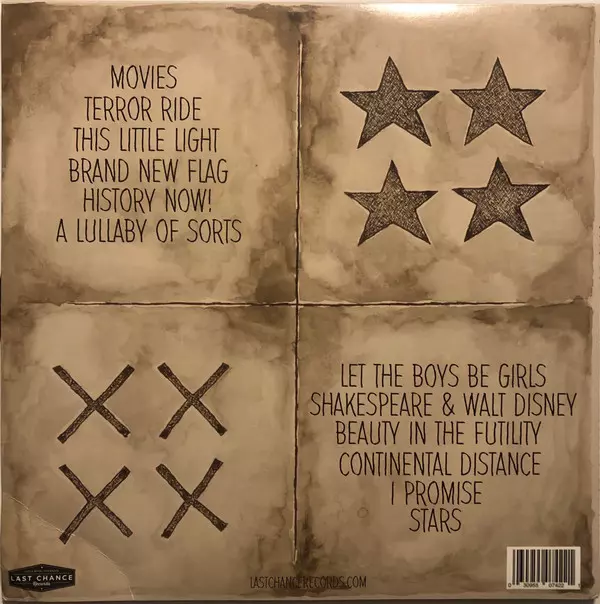 MOVIES
TERROR RIDE
THIS LITTLE LIGHT
BRAND NEW FLAG
HISTORY NOW!
A LULLABY OF SORTS
LET THE BOYS BE GIRLS
SHAKESPEARE & WALT DISNEY
BEAUTY IN THE FUTILITY
CONTINENTAL DISTANCE
I PROMISE
STARS
LAST CHANCE
Records
LASTCHANCERECORDS.COM